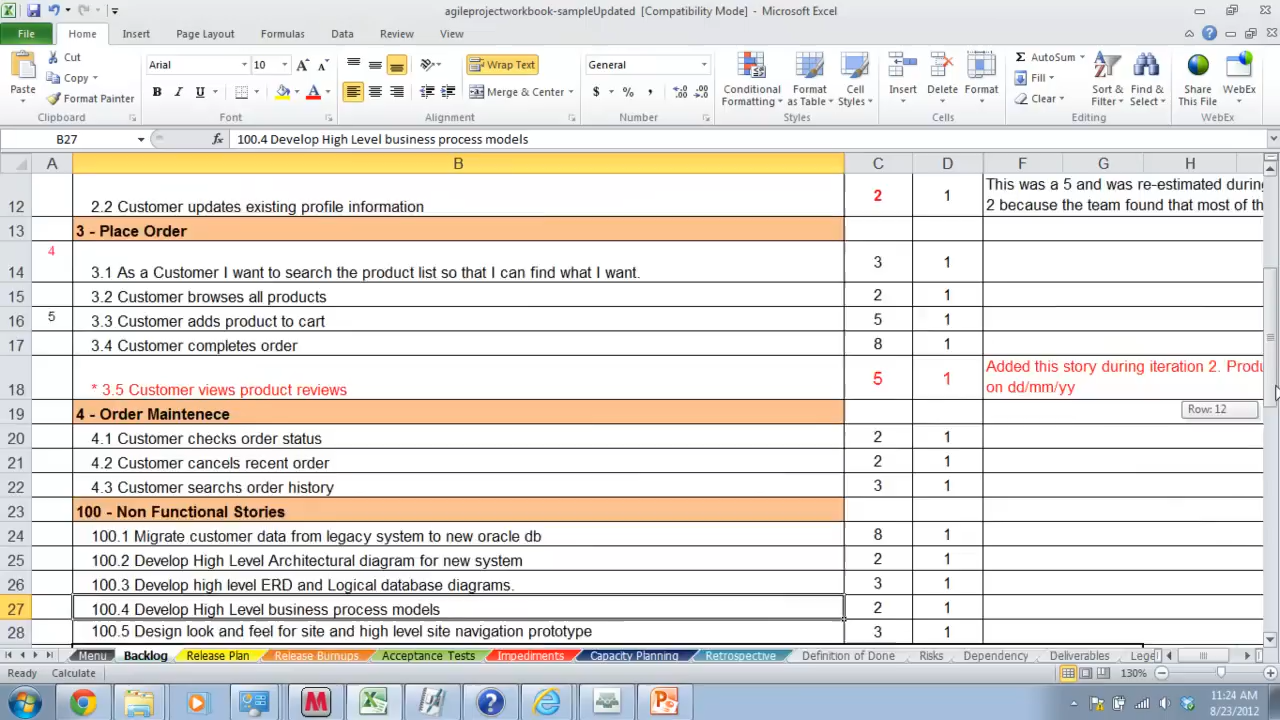 agileprojectworkbook-sampleUpdated [Compatibility Mode] - Microsoft Excel
File Home Insert Page Layout Formulas Data Review View
Paste Cut Copy Format Painter Clipboard
Arial 10 A A B I U A Font
Wrap Text Merge & Center Alignment
General $ % , .0 .00 .00 .0 Number
Conditional Formatting Format as Table Cell Styles Styles
Insert Delete Format Cells
Σ AutoSum Fill Clear Sort & Filter Find & Select Editing
Share This File WebEx WebEx
B27 fx 100.4 Develop High Level business process models
A B C D F G H
12 2.2 Customer updates existing profile information 2 1 This was a 5 and was re-estimated during
2 because the team found that most of th
13 3 - Place Order
14 4 3.1 As a Customer I want to search the product list so that I can find what I want. 3 1
15 3.2 Customer browses all products 2 1
16 5 3.3 Customer adds product to cart 5 1
17 3.4 Customer completes order 8 1
18 * 3.5 Customer views product reviews 5 1 Added this story during iteration 2. Produ
on dd/mm/yy
19 4 - Order Maintenece
Row: 12
20 4.1 Customer checks order status 2 1
21 4.2 Customer cancels recent order 2 1
22 4.3 Customer searchs order history 3 1
23 100 - Non Functional Stories
24 100.1 Migrate customer data from legacy system to new oracle db 8 1
25 100.2 Develop High Level Architectural diagram for new system 2 1
26 100.3 Develop high level ERD and Logical database diagrams. 3 1
27 100.4 Develop High Level business process models 2 1
28 100.5 Design look and feel for site and high level site navigation prototype 3 1
Menu Backlog Release Plan Release Burnups Acceptance Tests Impediments Capacity Planning Retrospective Definition of Done Risks Dependency Deliverables Lege
Ready Calculate 130%
11:24 AM
8/23/2012